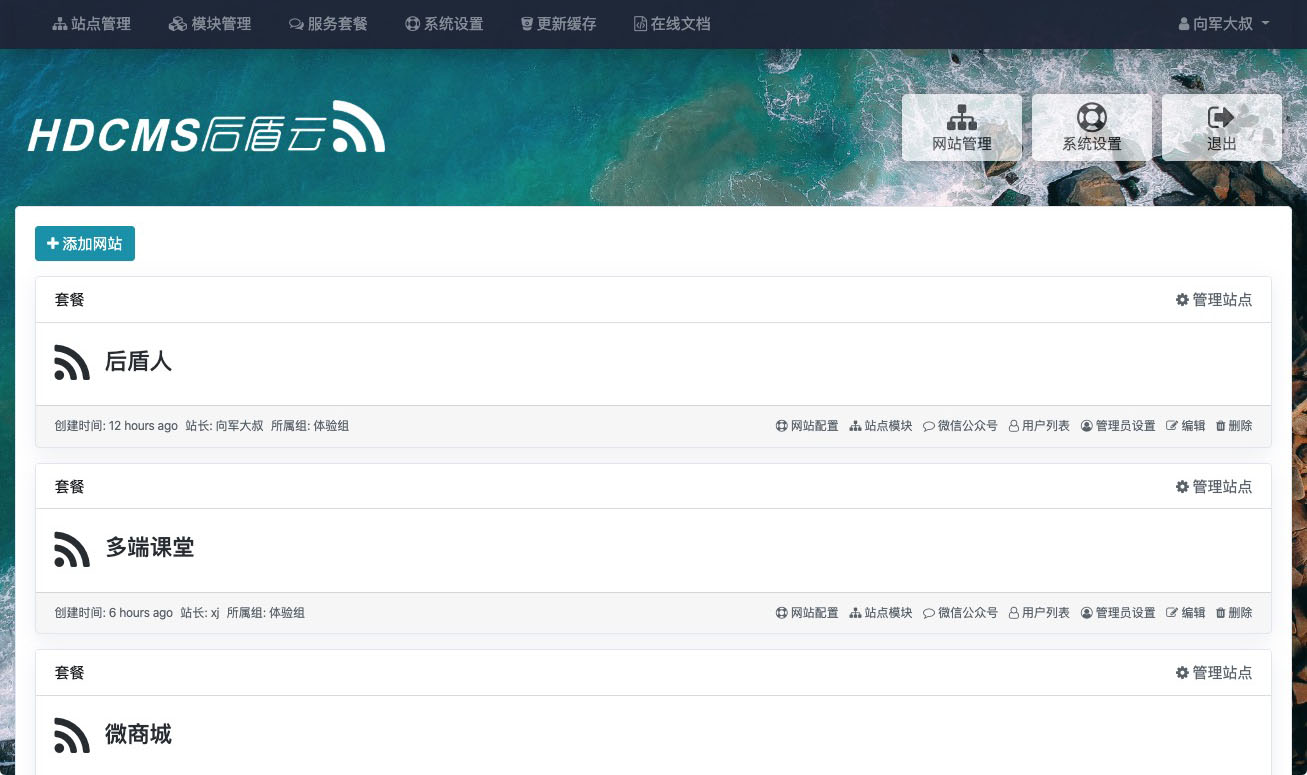 站点管理 模块管理 服务套餐 系统设置 更新缓存 在线文档 向军大叔
HDCMS后盾云
网站管理 系统设置 退出
添加网站
套餐 管理站点
后盾人
创建时间: 12 hours ago 站长: 向军大叔 所属组: 体验组 网站配置 站点模块 微信公众号 用户列表 管理员设置 编辑 删除
套餐 管理站点
多端课堂
创建时间: 6 hours ago 站长: xj 所属组: 体验组 网站配置 站点模块 微信公众号 用户列表 管理员设置 编辑 删除
套餐 管理站点
微商城